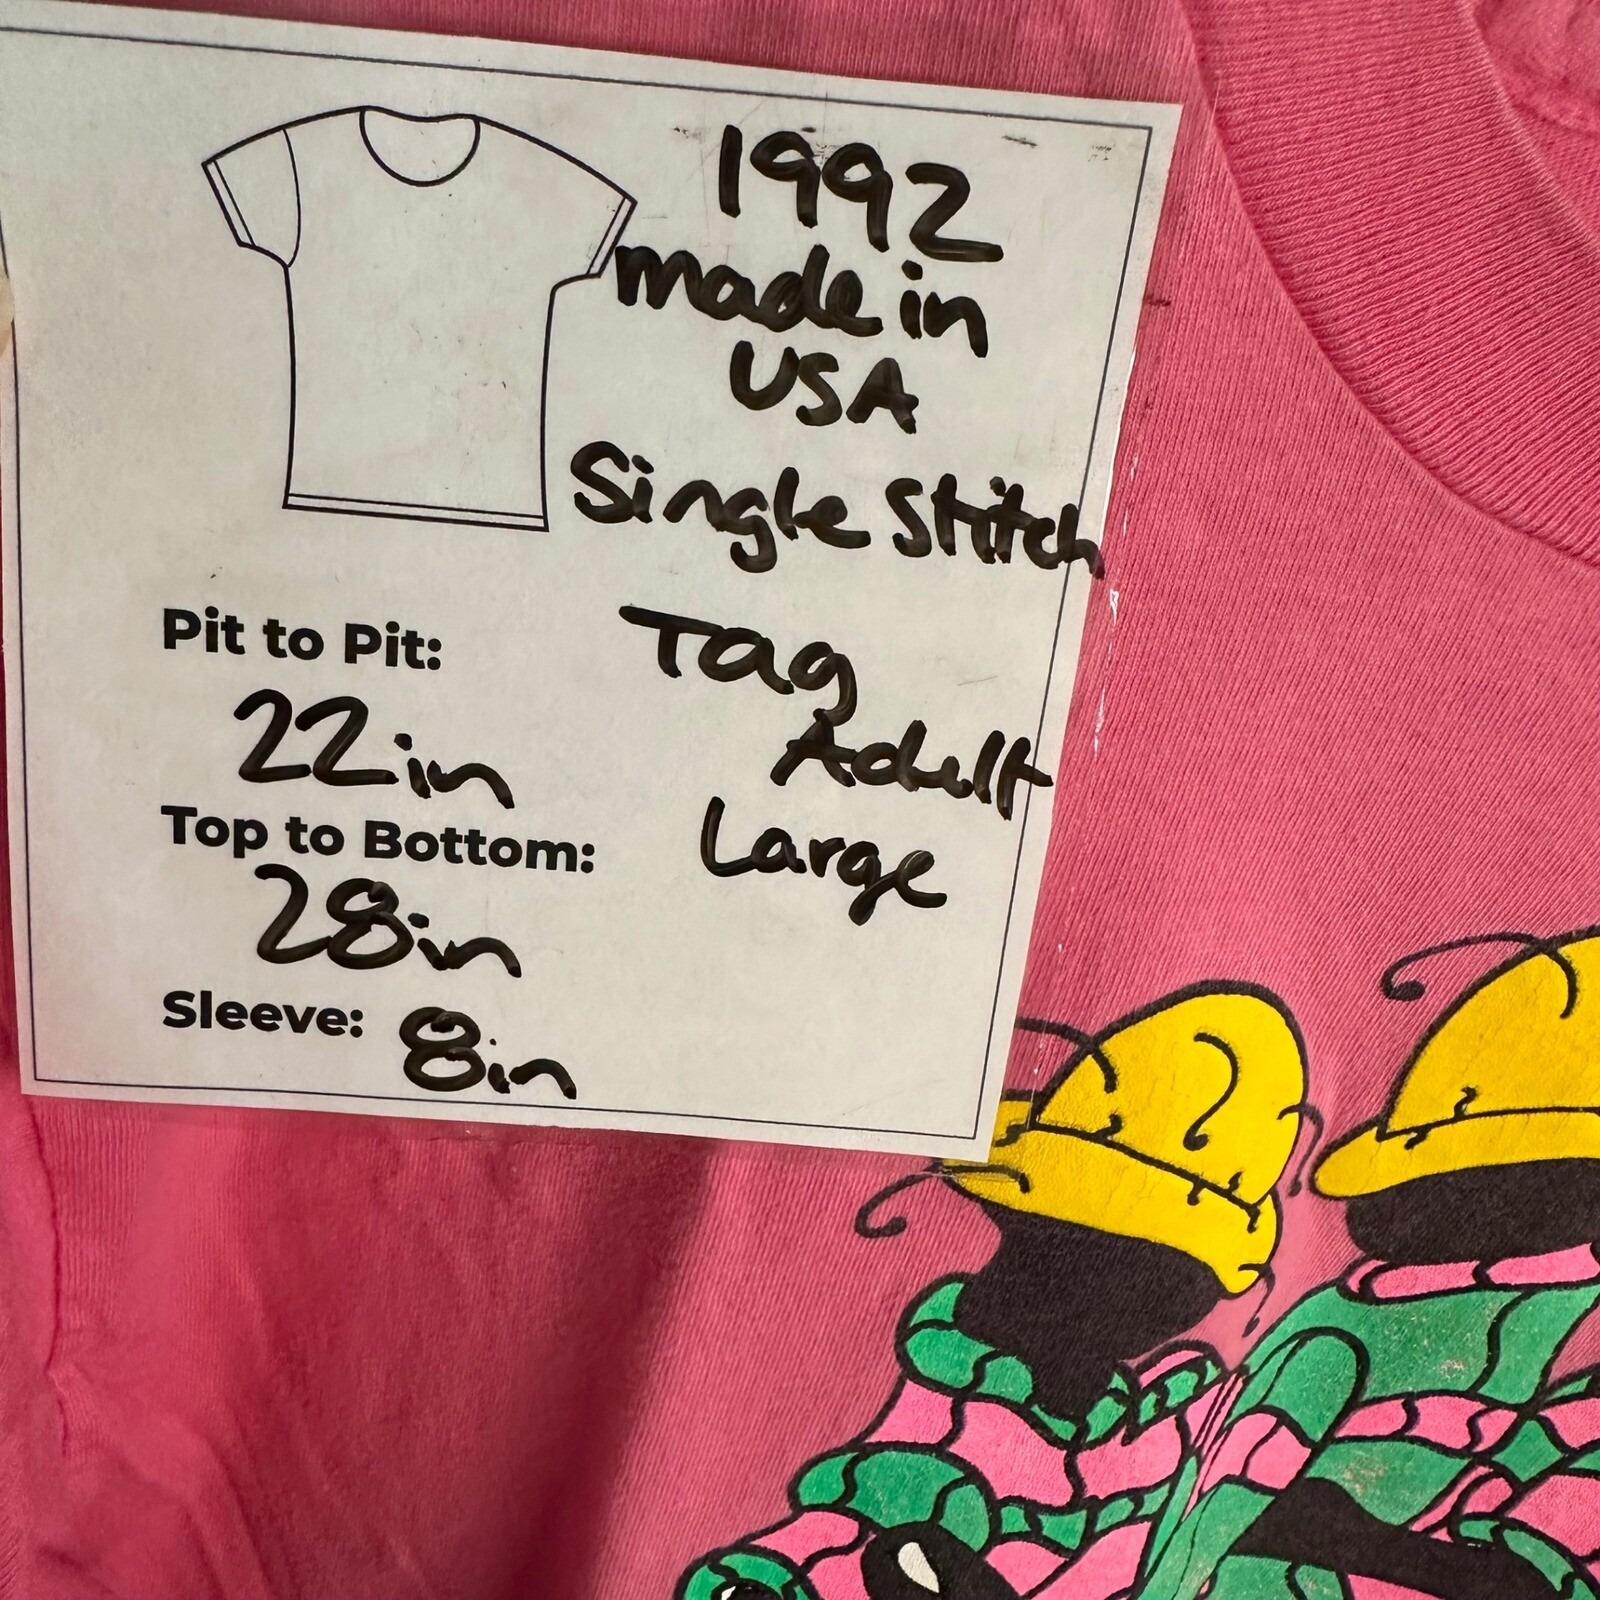 1992
made in
USA
Single Stitch
Tag
Adult
Large
Pit to Pit:
22in
Top to Bottom:
28in
Sleeve: 8in